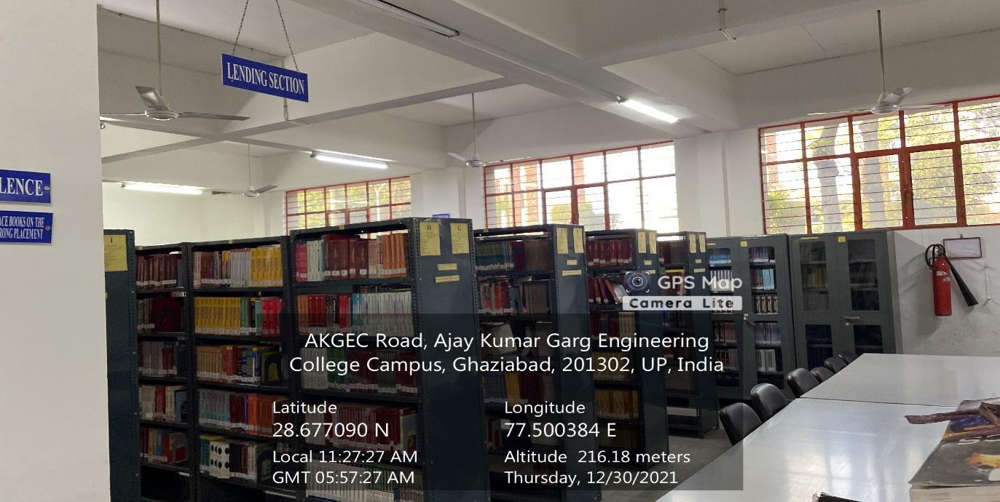 LENDING SECTION
LENCE
ACE BOOKS ON THE
RONG PLACEMENT
I
H G
GPS Map
Camera Lite
AKGEC Road, Ajay Kumar Garg Engineering
College Campus, Ghaziabad, 201302, UP, India
Latitude
28.677090 N
Longitude
77.500384 E
Local 11:27:27 AM
GMT 05:57:27 AM
Altitude 216.18 meters
Thursday, 12/30/2021